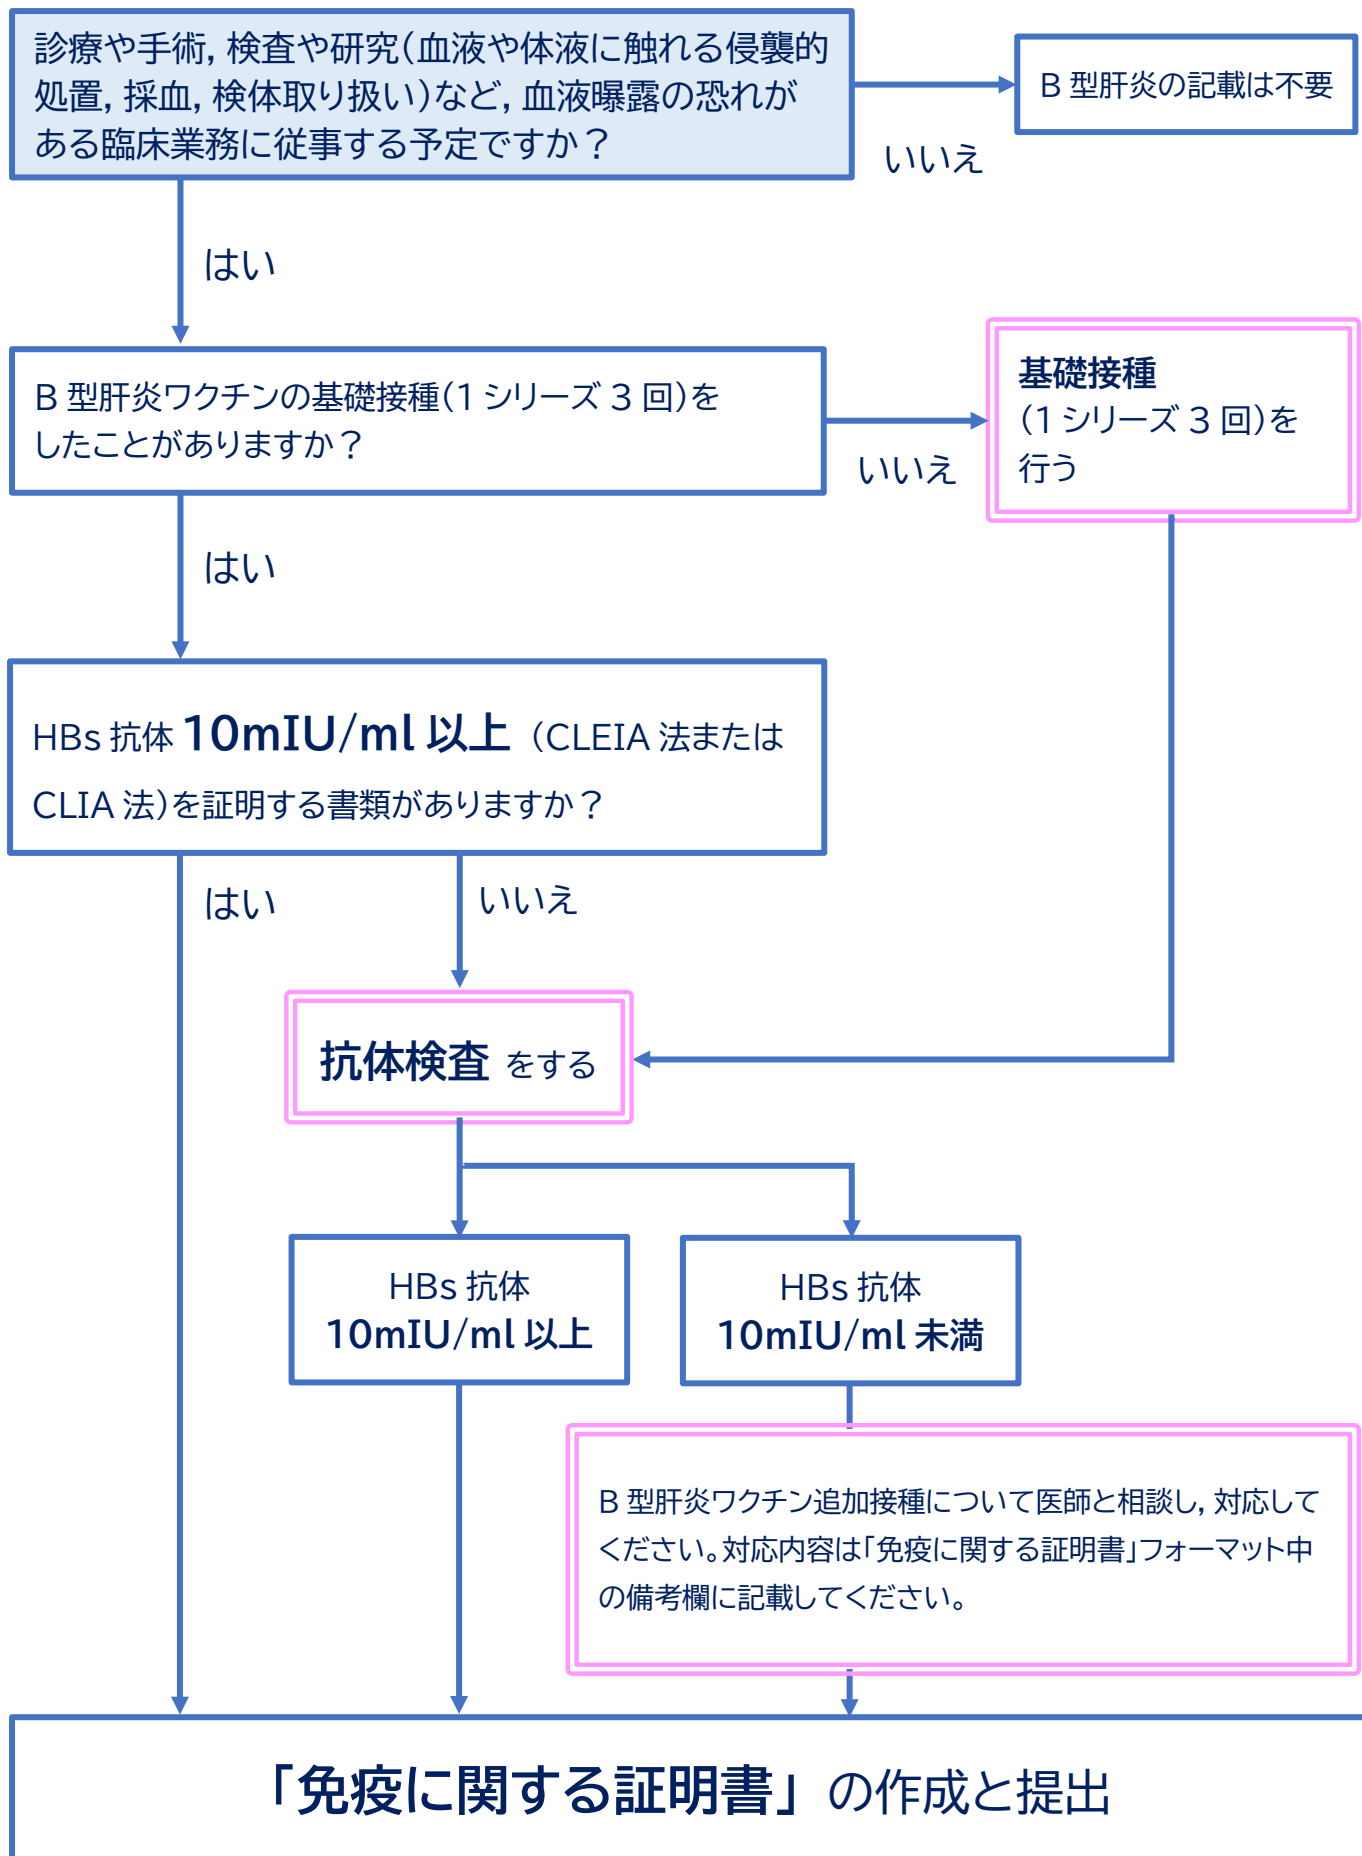 診療や手術，検査や研究（血液や体液に触れる侵襲的
処置，採血，検体取り扱い）など，血液曝露の恐れが
ある臨床業務に従事する予定ですか？
B 型肝炎の記載は不要
いいえ
はい
B 型肝炎ワクチンの基礎接種（1 シリーズ 3 回）を
したことがありますか？
いいえ
基礎接種
（1 シリーズ 3 回）を
行う
はい
HBs 抗体 10mIU/ml 以上（CLEIA 法または
CLIA 法）を証明する書類がありますか？
はい
いいえ
抗体検査 をする
HBs 抗体
10mIU/ml 以上
HBs 抗体
10mIU/ml 未満
B 型肝炎ワクチン追加接種について医師と相談し，対応して
ください。対応内容は「免疫に関する証明書」フォーマット中
の備考欄に記載してください。
「免疫に関する証明書」の作成と提出